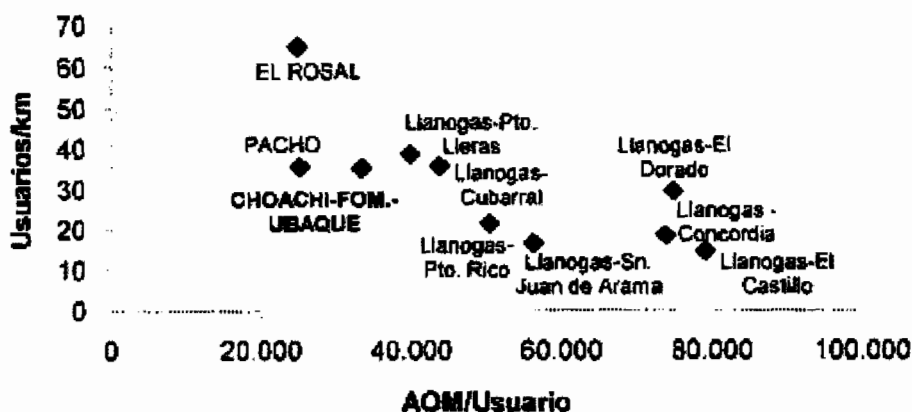 70
60
50
40
30
20
10
0
Usuarios/km
EL ROSAL
PACHO
CHOACHI-FOM.-
UBAQUE
Llanogas-Pto.
Lleras
Llanogas-
Cubarral
Llanogas-
Pto. Rico
Llanogas-Sn.
Juan de Arama
Llanogas-El
Dorado
Llanogas -
Concordia
Llanogas-El
Castillo
0 20.000 40.000 60.000 80.000 100.000
AOM/Usuario